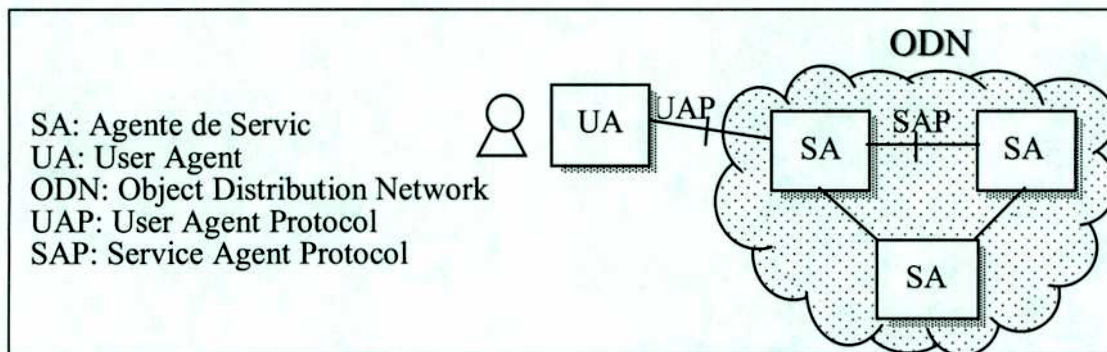 ODN
SA: Agente de Servic
UA: User Agent
ODN: Object Distribution Network
UAP: User Agent Protocol
SAP: Service Agent Protocol
UA
UAP
SA
SAP
SA
SA